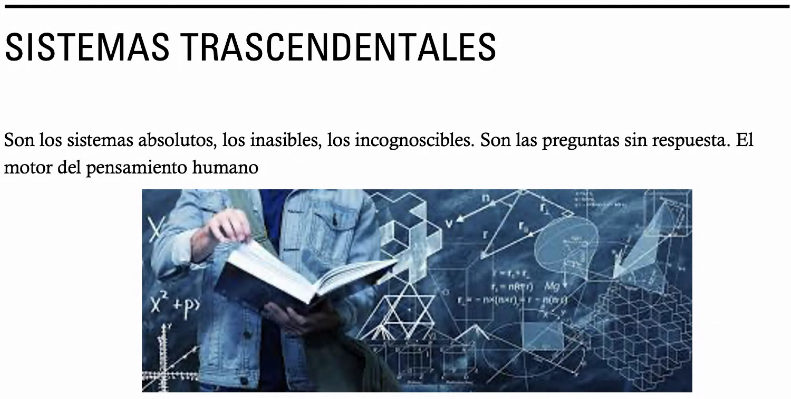 SISTEMAS TRASCENDENTALES
Son los sistemas absolutos, los inasibles, los incognoscibles. Son las preguntas sin respuesta. El
motor del pensamiento humano
n
v
r
X
Mg